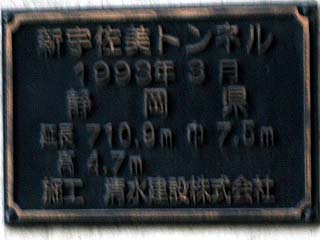 新宇佐美トンネル
1993年3月
静岡県
延長 710.9m 巾 7.5m
高 4.7m
施工 清水建設株式会社